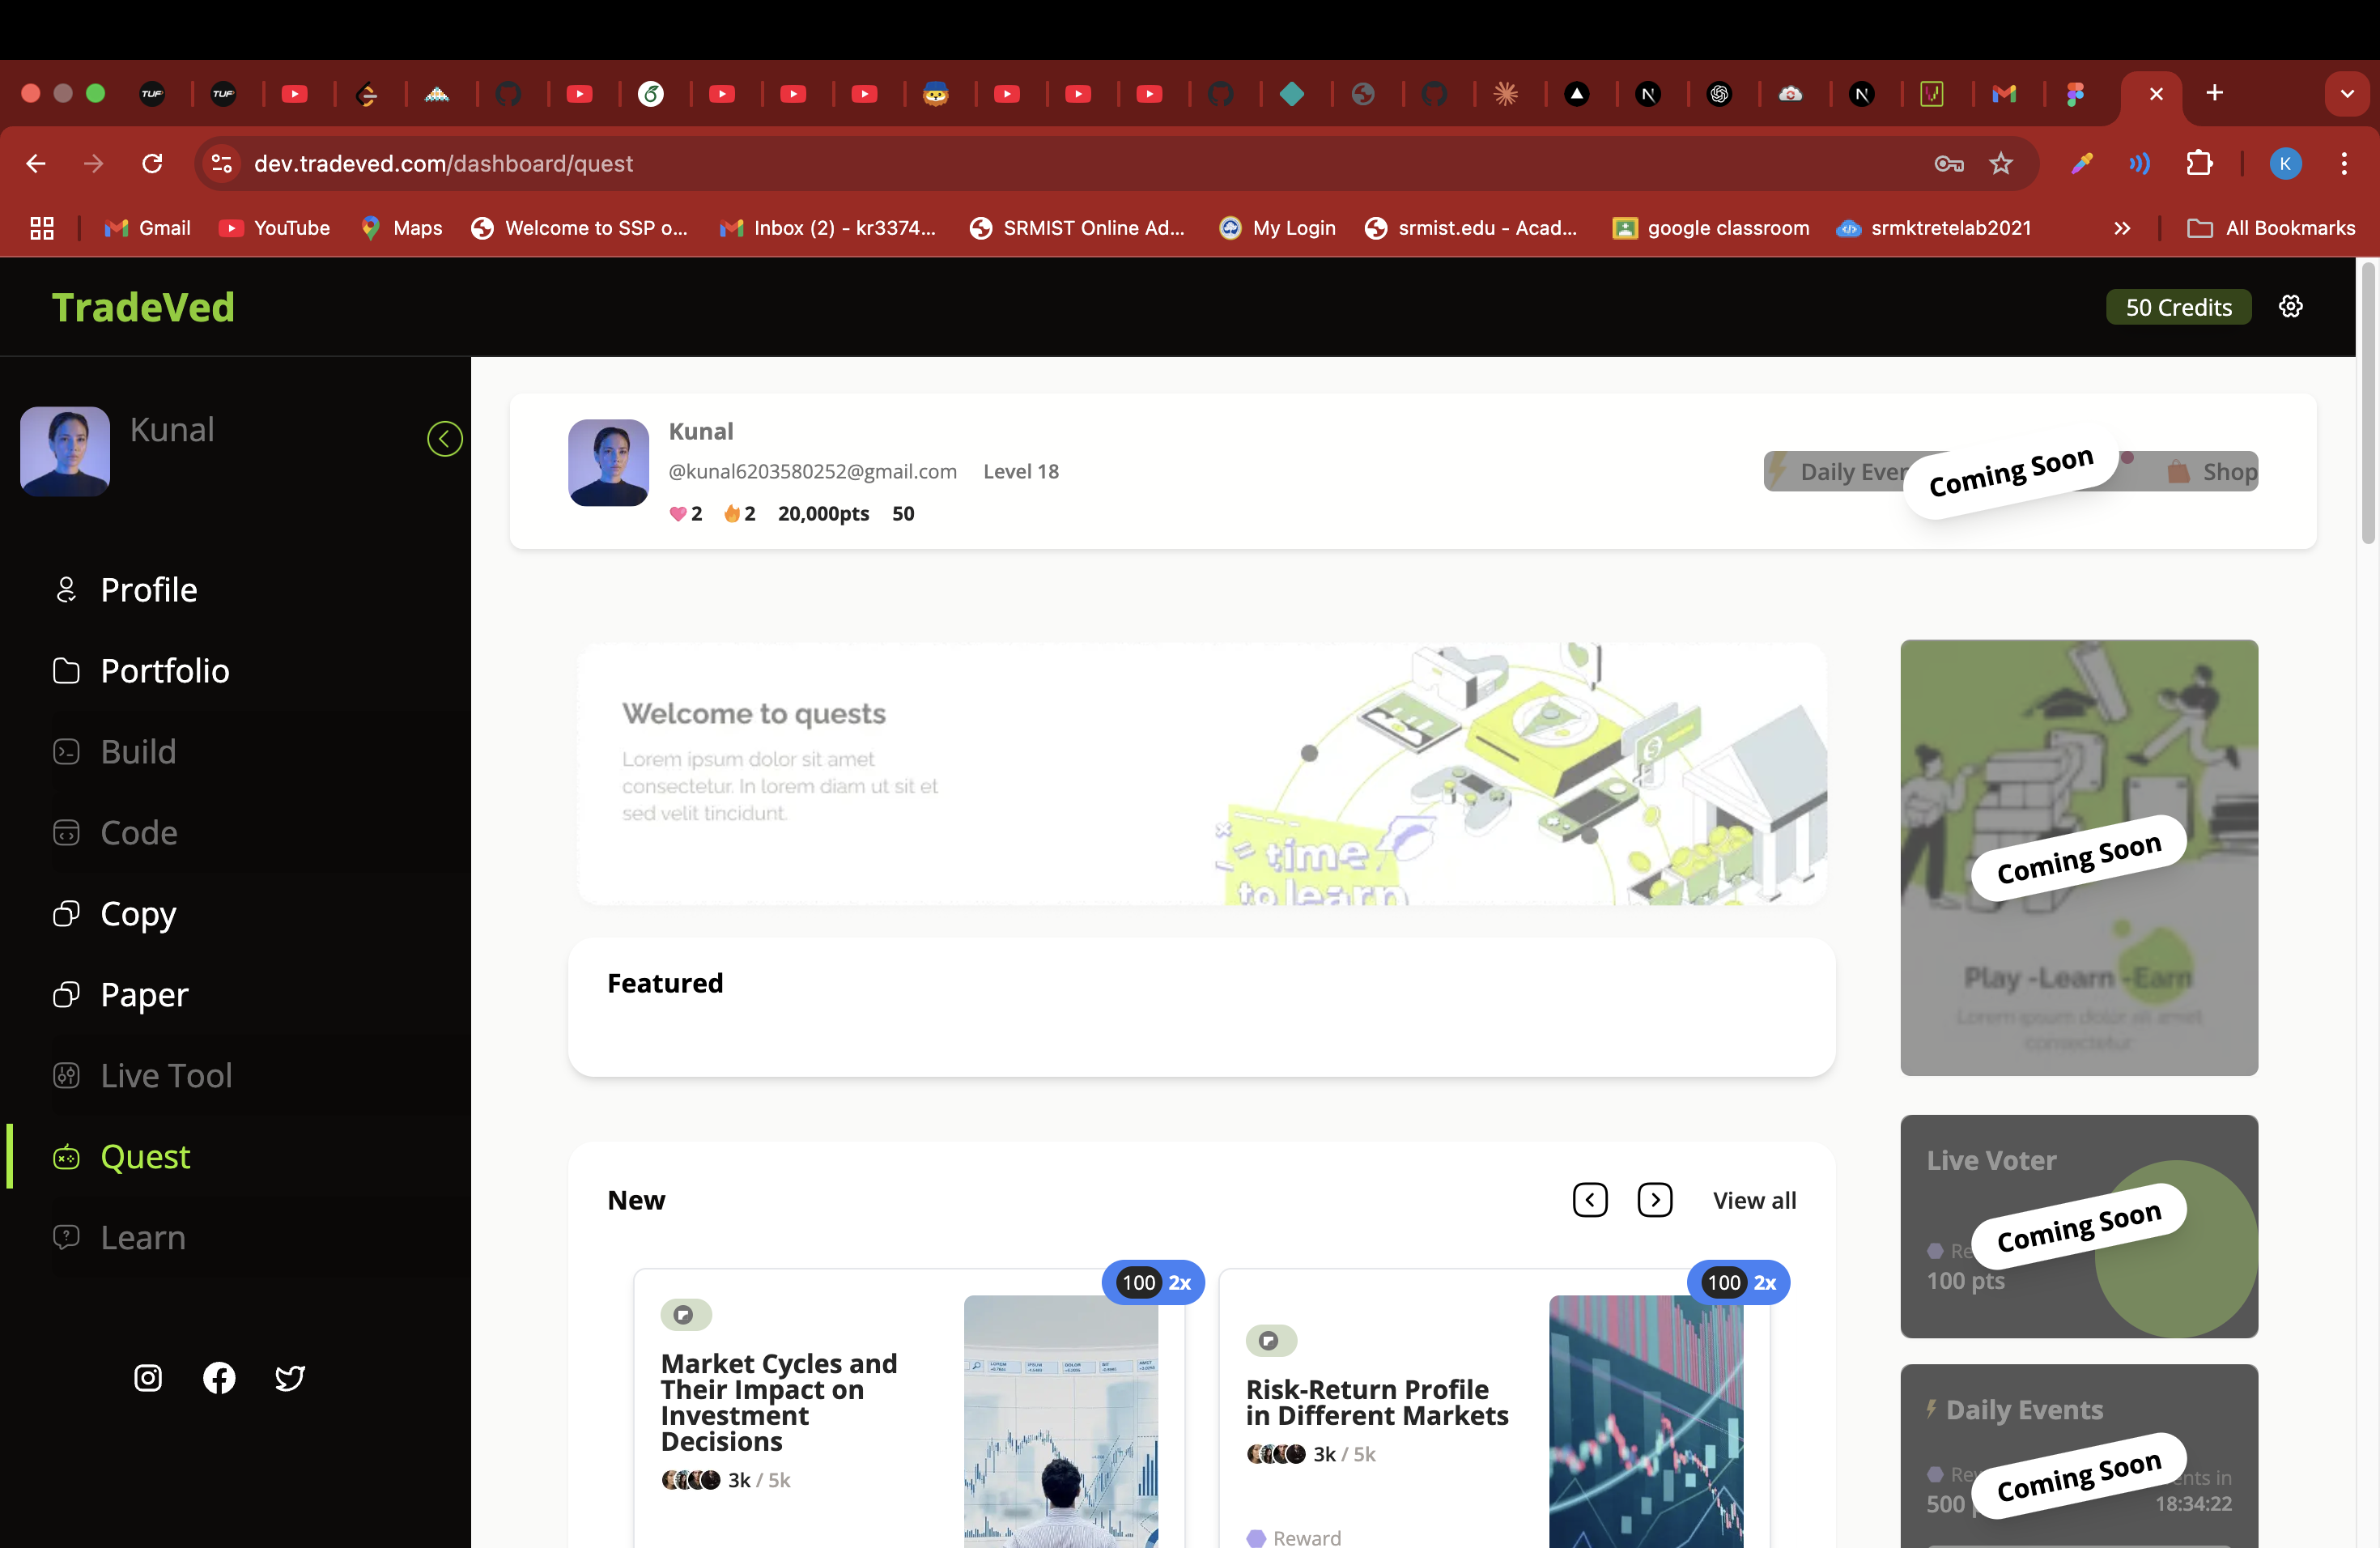 dev.tradeved.com/dashboard/quest
K
Gmail
YouTube
Maps
Welcome to SSP o...
Inbox (2) - kr3374...
SRMIST Online Ad...
My Login
srmist.edu - Acad...
google classroom
srmktretelab2021
All Bookmarks
TradeVed
50 Credits
Kunal
Profile
Portfolio
Build
Code
Copy
Paper
Live Tool
Quest
Learn
Kunal
@kunal6203580252@gmail.com Level 18
2 2 20,000pts 50
Coming Soon
Shop
Welcome to quests
Lorem ipsum dolor sit amet
consectetur. In lorem diam ut sit et
sed velit tincidunt.
time
to learn
Coming Soon
Play -Learn -Earn
Lorem ipsum dolor sit amet
consectetur
Featured
Live Voter
Coming Soon
100 pts
New
View all
100 2x
Market Cycles and
Their Impact on
Investment
Decisions
3k / 5k
100 2x
Risk-Return Profile
in Different Markets
3k / 5k
Reward
Daily Events
Coming Soon
500
18:34:22